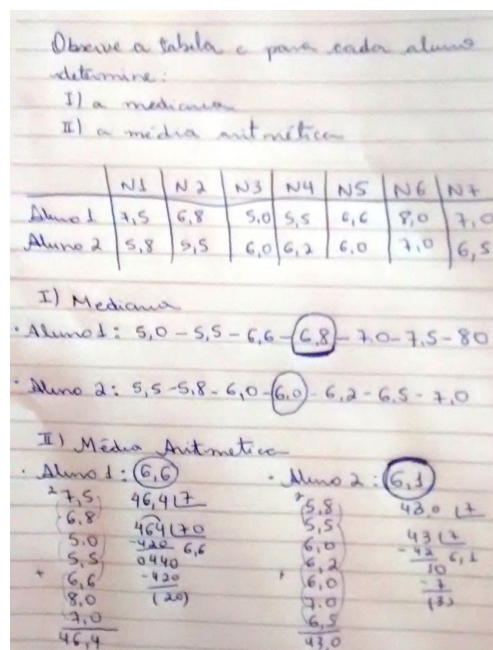 Observe a tabela e para cada aluno
determine:
I) a mediana
II) a média aritmética
N1 N2 N3 N4 N5 N6 N7
Aluno 1 7,5 6,8 5,0 5,5 6,6 8,0 7,0
Aluno 2 5,8 5,5 6,0 6,2 6,0 7,0 6,5
I) Mediana
• Aluno 1: 5,0 - 5,5 - 6,6 - 6,8 - 7,0 - 7,5 - 80
• Aluno 2: 5,5 - 5,8 - 6,0 - 6,0 - 6,2 - 6,5 - 7,0
II) Média Aritmetica
• Aluno 1: 6,6
2 7,5
6,8
5,0
5,5
+ 6,6
8,0
7,0
46,4
46,4 7
464 70
-420 6,6
0440
-420
(20)
• Aluno 2: 6,1
2 5,8
5,5
6,0
6,2
+ 6,0
7,0
6,5
43,0
43,0 7
43 7
-42 6,1
10
-7
(3)